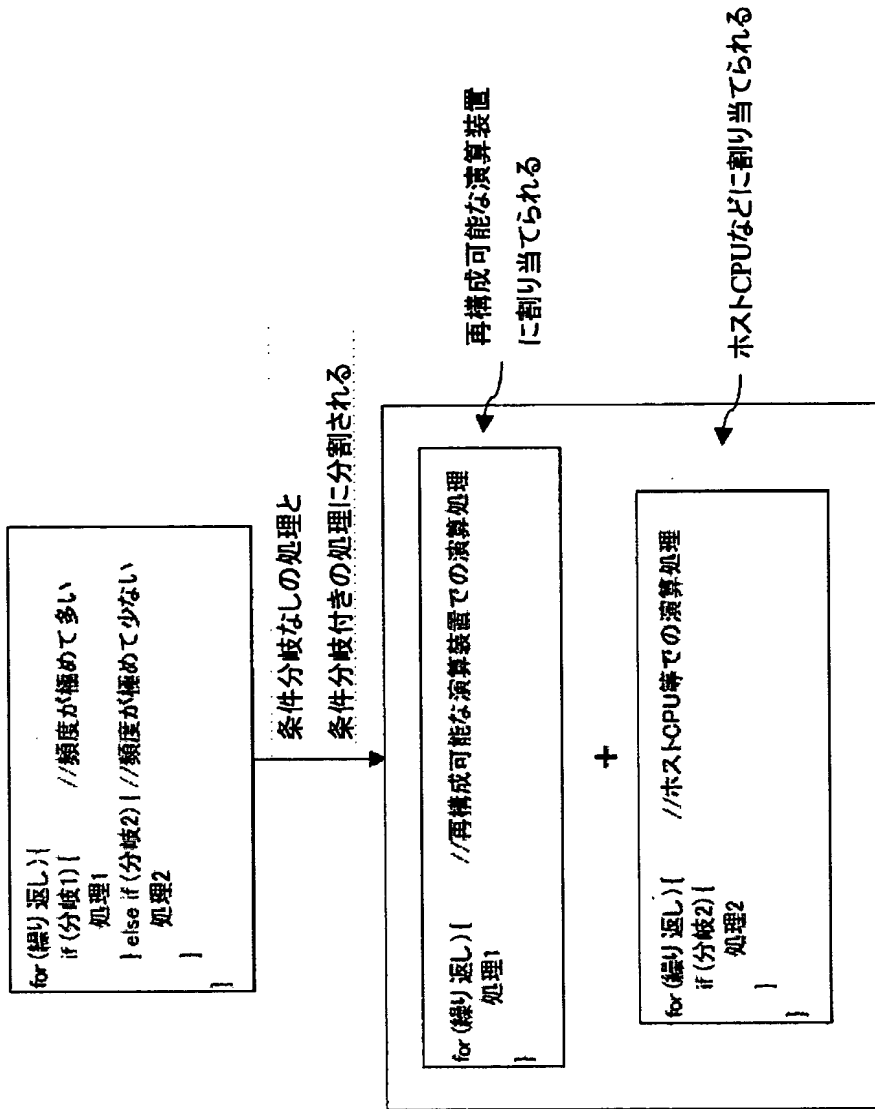 for (繰り返し) {
if (分岐1) { //頻度が極めて多い
処理1
} else if (分岐2) { //頻度が極めて少ない
処理2
}
}
条件分岐なしの処理と
条件分岐付きの処理に分割される
for (繰り返し) { //再構成可能な演算装置での演算処理
処理1
}
再構成可能な演算装置
に割り当てられる
+
for (繰り返し) { //ホストCPU等での演算処理
if (分岐2) {
処理2
}
}
ホストCPUなどに割り当てられる